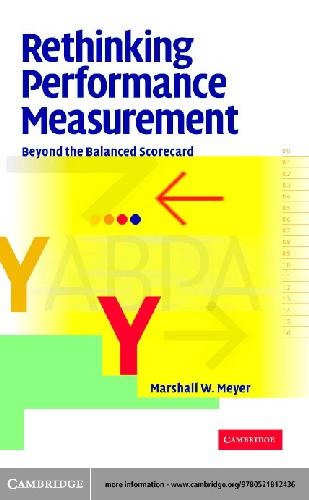 Rethinking
Performance
Measurement
Beyond the Balanced Scorecard
Y
ABPA
Y
Marshall W. Meyer
CAMBRIDGE
CAMBRIDGE
more information - www.cambridge.org/9780521812436